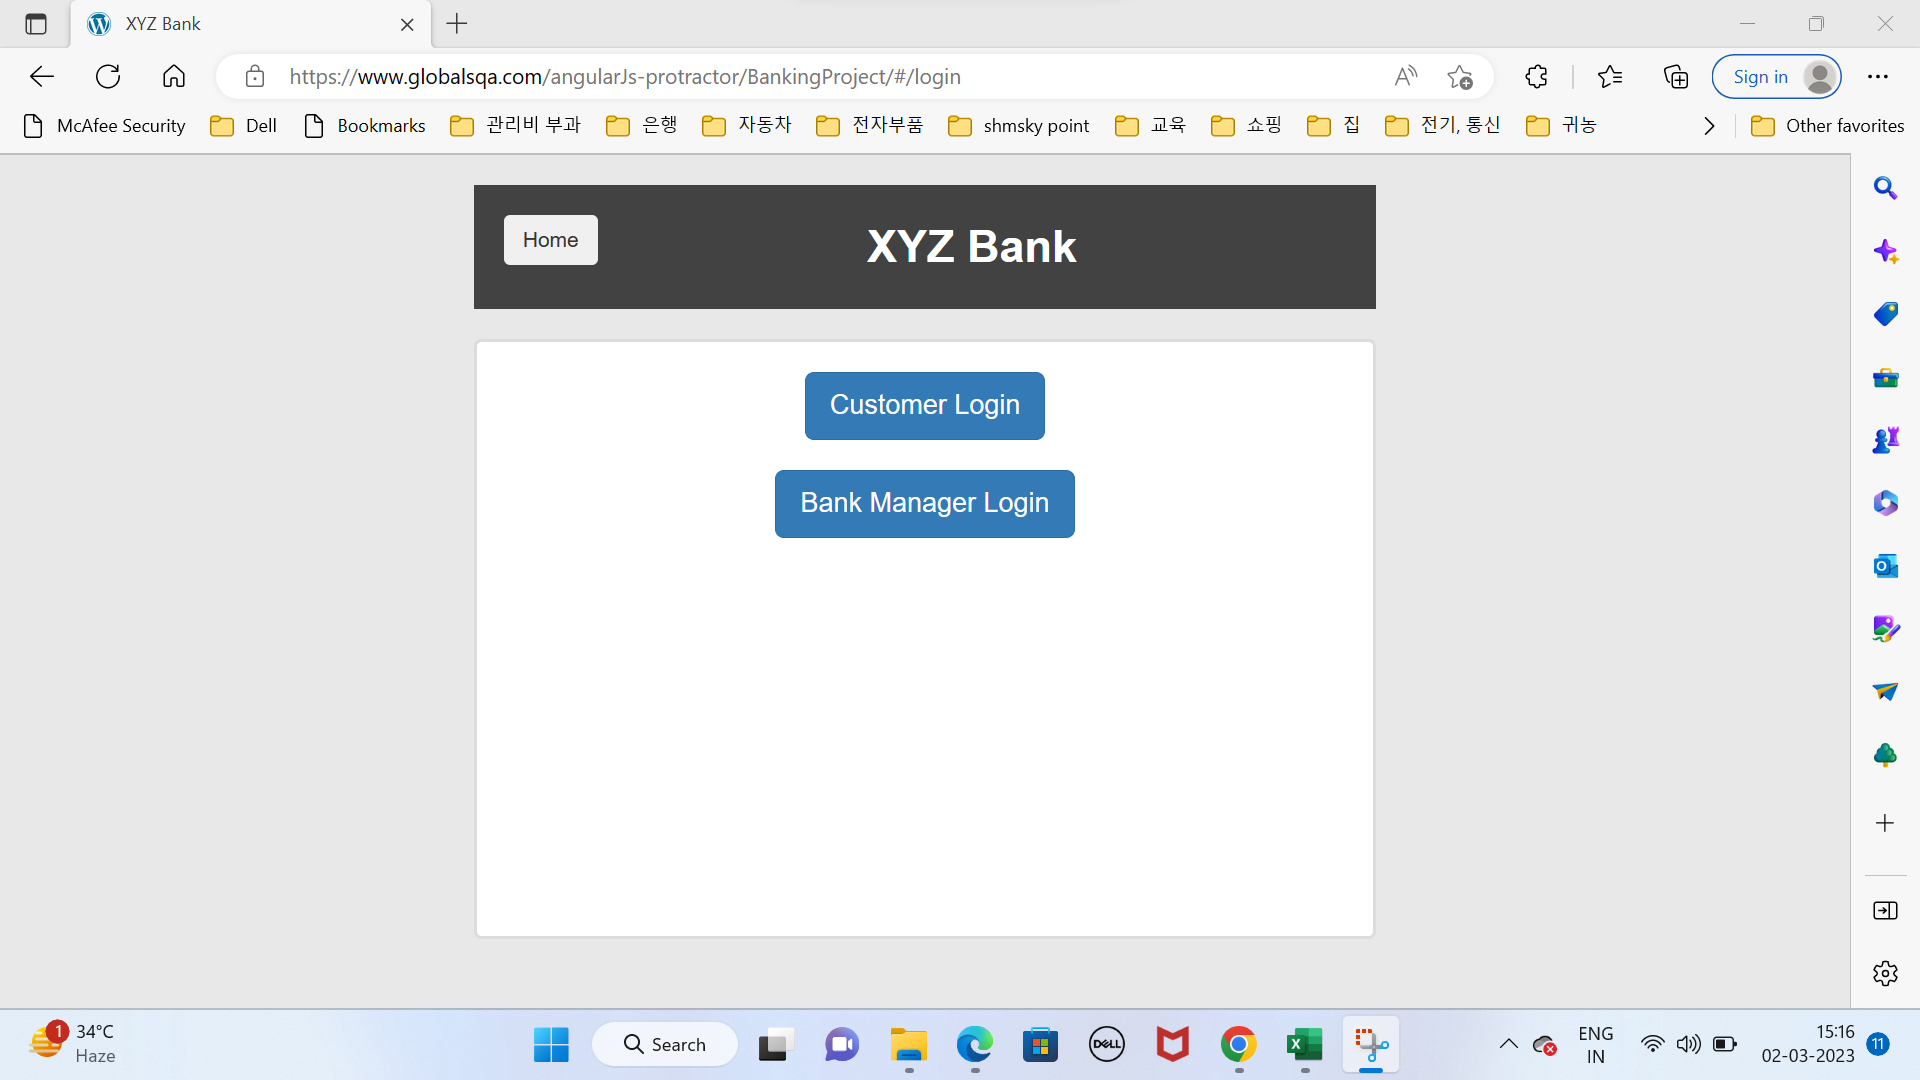 XYZ Bank
https://www.globalsqa.com/angularJs-protractor/BankingProject/#/login
Sign in
McAfee Security Dell Bookmarks 관리비 부과 은행 자동차 전자부품 shmsky point 교육 쇼핑 집 전기, 통신 귀농 Other favorites
Home
XYZ Bank
Customer Login
Bank Manager Login
1
34°C
Haze
Search
DELL
ENG
IN
15:16
02-03-2023
11